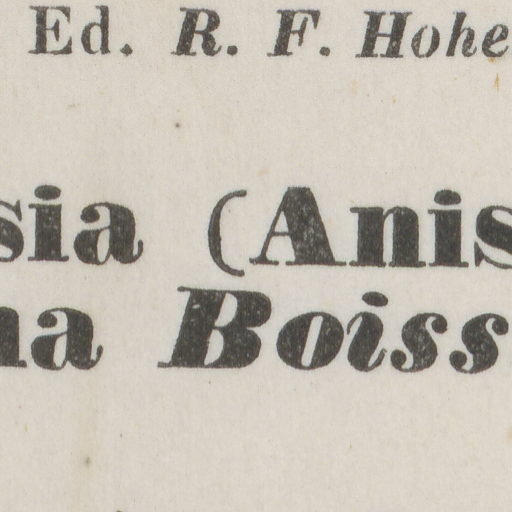 Ed. R. F. Hohe
sia (Anis
na Boiss